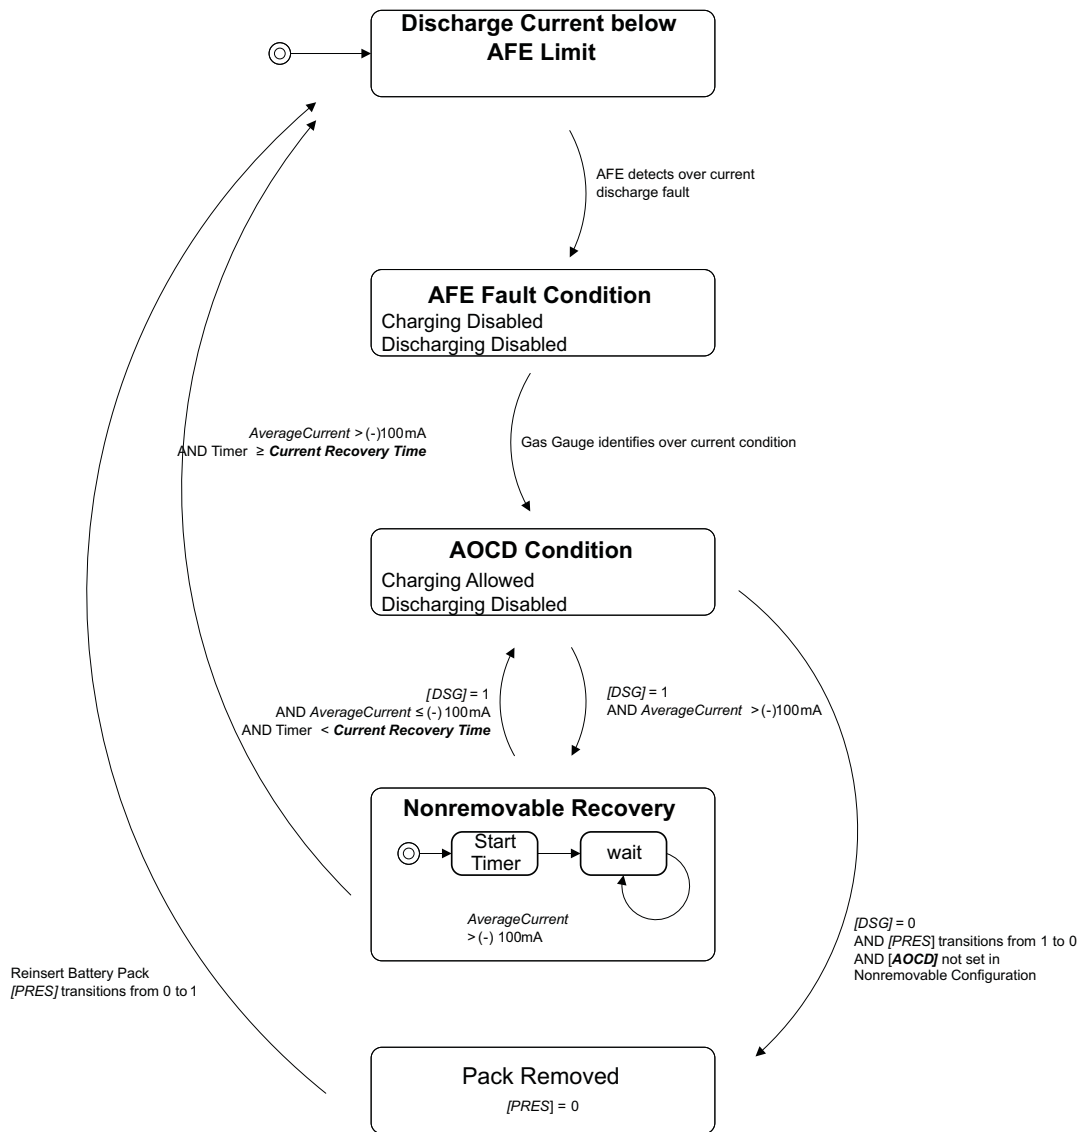 Discharge Current below
AFE Limit
AFE detects over current
discharge fault
AFE Fault Condition
Charging Disabled
Discharging Disabled
AverageCurrent > (-)100mA
AND Timer ≥ Current Recovery Time
Gas Gauge identifies over current condition
AOCD Condition
Charging Allowed
Discharging Disabled
[DSG] = 1
AND AverageCurrent ≤ (-) 100mA
AND Timer < Current Recovery Time
[DSG] = 1
AND AverageCurrent > (-)100mA
Nonremovable Recovery
Start
Timer
wait
AverageCurrent
> (-) 100mA
[DSG] = 0
AND [PRES] transitions from 1 to 0
AND [AOCD] not set in
Nonremovable Configuration
Reinsert Battery Pack
[PRES] transitions from 0 to 1
Pack Removed
[PRES] = 0